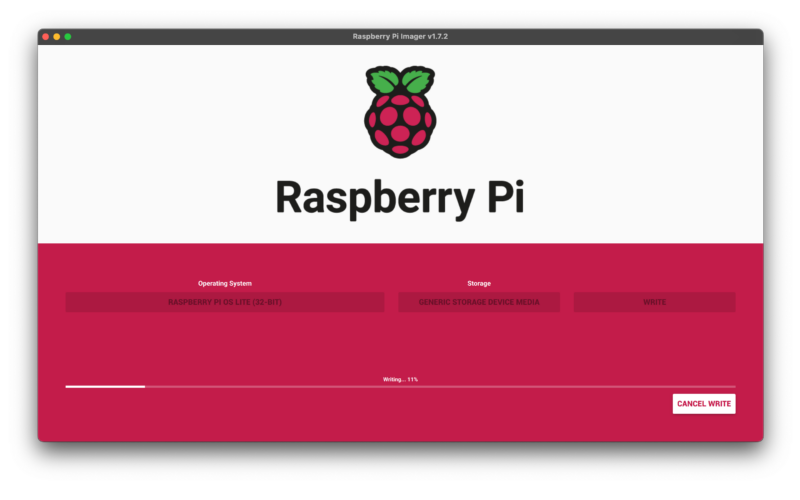 Raspberry Pi Imager v1.7.2
Raspberry Pi
Operating System
Storage
RASPBERRY PI OS LITE (32-BIT)
GENERIC STORAGE DEVICE MEDIA
WRITE
Writing... 11%
CANCEL WRITE